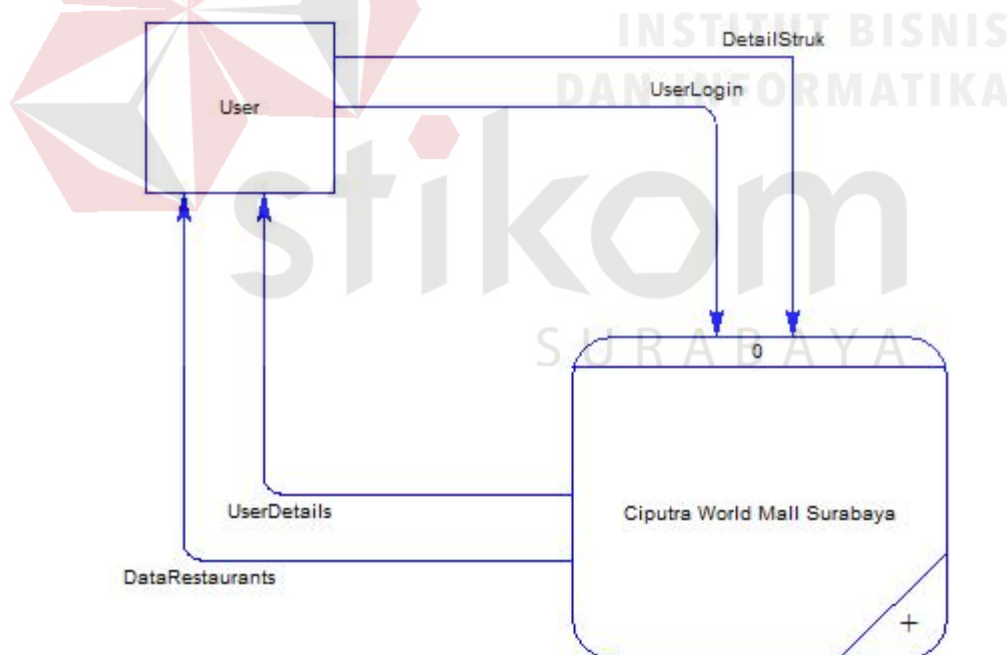 INSTITUT BISNIS
DAN INFORMATIKA
stikom
SURABAYA
DetailStruk
UserLogin
User
0
Ciputra World Mall Surabaya
+
UserDetails
DataRestaurants